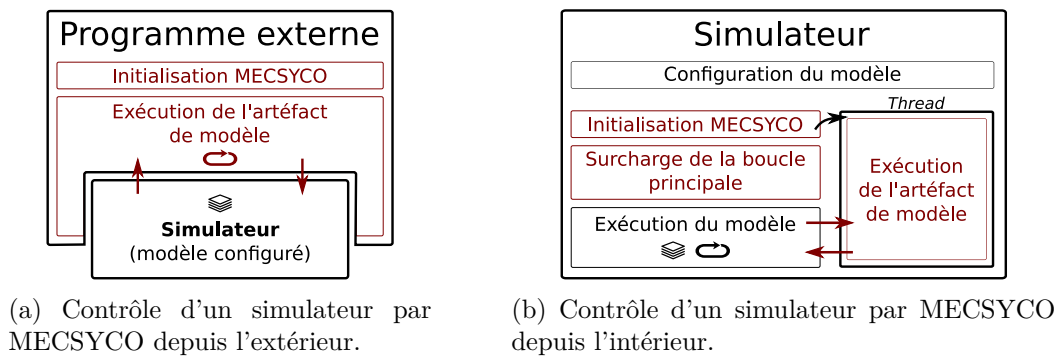 Programme externe
Initialisation MECSYCO
Exécution de l'artéfact
de modèle
Simulateur
(modèle configuré)
(a) Contrôle d'un simulateur par
MECSYCO depuis l'extérieur.
Simulateur
Configuration du modèle
Thread
Initialisation MECSYCO
Surcharge de la boucle
principale
Exécution du modèle
Exécution
de l'artéfact
de modèle
(b) Contrôle d'un simulateur par MECSYCO
depuis l'intérieur.